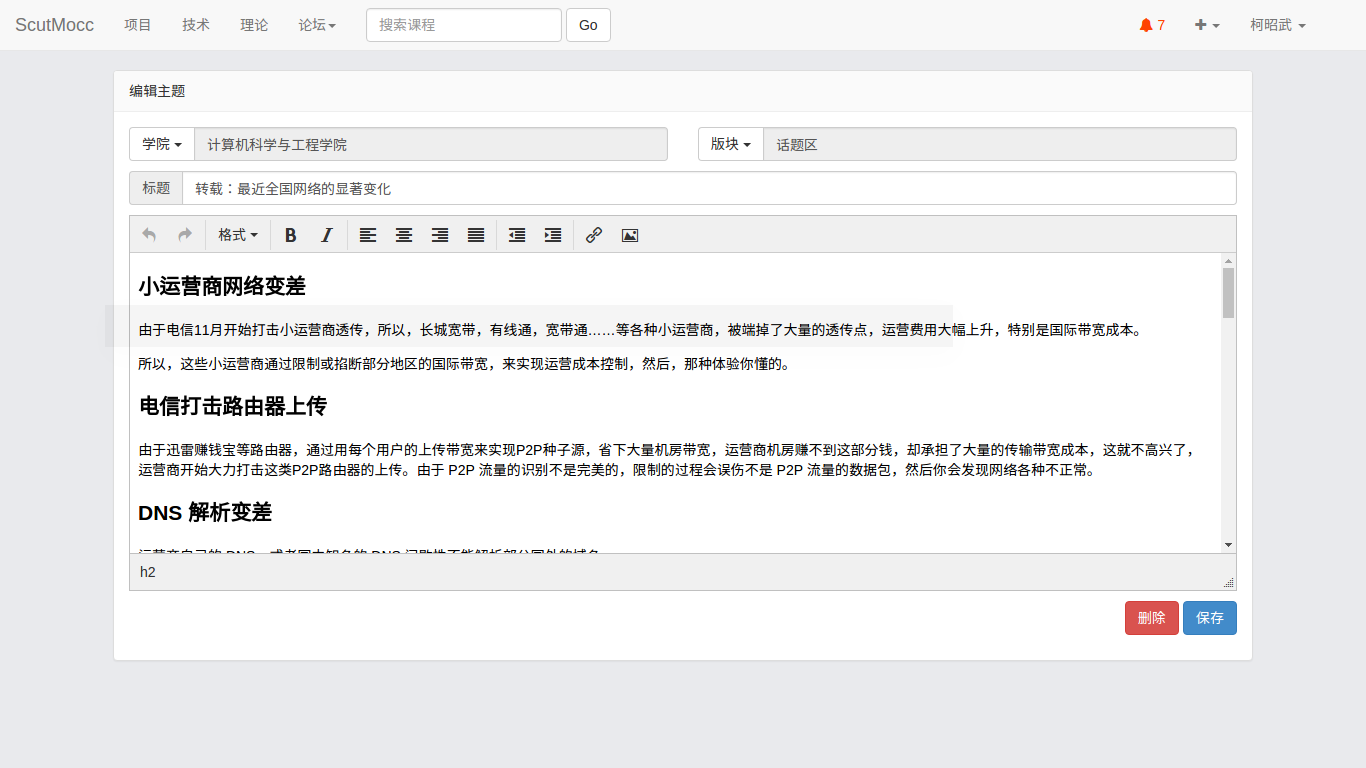 ScutMocc 项目 技术 理论 论坛 搜索课程 Go 7 柯昭武
编辑主题
学院 计算机科学与工程学院 版块 话题区
标题 转载：最近全国网络的显著变化
格式 B I
小运营商网络变差
由于电信11月开始打击小运营商透传，所以，长城宽带，有线通，宽带通……等各种小运营商，被端掉了大量的透传点，运营费用大幅上升，特别是国际带宽成本。
所以，这些小运营商通过限制或掐断部分地区的国际带宽，来实现运营成本控制，然后，那种体验你懂的。
电信打击路由器上传
由于迅雷赚钱宝等路由器，通过用每个用户的上传带宽来实现P2P种子源，省下大量机房带宽，运营商机房赚不到这部分钱，却承担了大量的传输带宽成本，这就不高兴了，
运营商开始大力打击这类P2P路由器的上传。由于 P2P 流量的识别不是完美的，限制的过程会误伤不是 P2P 流量的数据包，然后你会发现网络各种不正常。
DNS 解析变差
h2
删除 保存